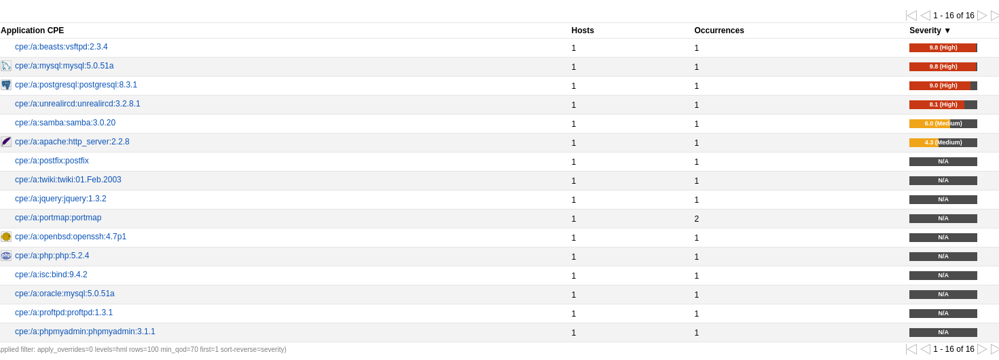 1 - 16 of 16
Application CPE Hosts Occurrences Severity ▼
cpe:/a:beasts:vsftpd:2.3.4 1 1 9.8 (High)
cpe:/a:mysql:mysql:5.0.51a 1 1 9.8 (High)
cpe:/a:postgresql:postgresql:8.3.1 1 1 9.0 (High)
cpe:/a:unrealircd:unrealircd:3.2.8.1 1 1 8.1 (High)
cpe:/a:samba:samba:3.0.20 1 1 6.0 (Medium)
cpe:/a:apache:http_server:2.2.8 1 1 4.3 (Medium)
cpe:/a:postfix:postfix 1 1 N/A
cpe:/a:twiki:twiki:01.Feb.2003 1 1 N/A
cpe:/a:jquery:jquery:1.3.2 1 1 N/A
cpe:/a:portmap:portmap 1 2 N/A
cpe:/a:openbsd:openssh:4.7p1 1 1 N/A
php cpe:/a:php:php:5.2.4 1 1 N/A
cpe:/a:isc:bind:9.4.2 1 1 N/A
cpe:/a:oracle:mysql:5.0.51a 1 1 N/A
cpe:/a:proftpd:proftpd:1.3.1 1 1 N/A
cpe:/a:phpmyadmin:phpmyadmin:3.1.1 1 1 N/A
pplied filter: apply_overrides=0 levels=hml rows=100 min_qod=70 first=1 sort-reverse=severity) 1 - 16 of 16